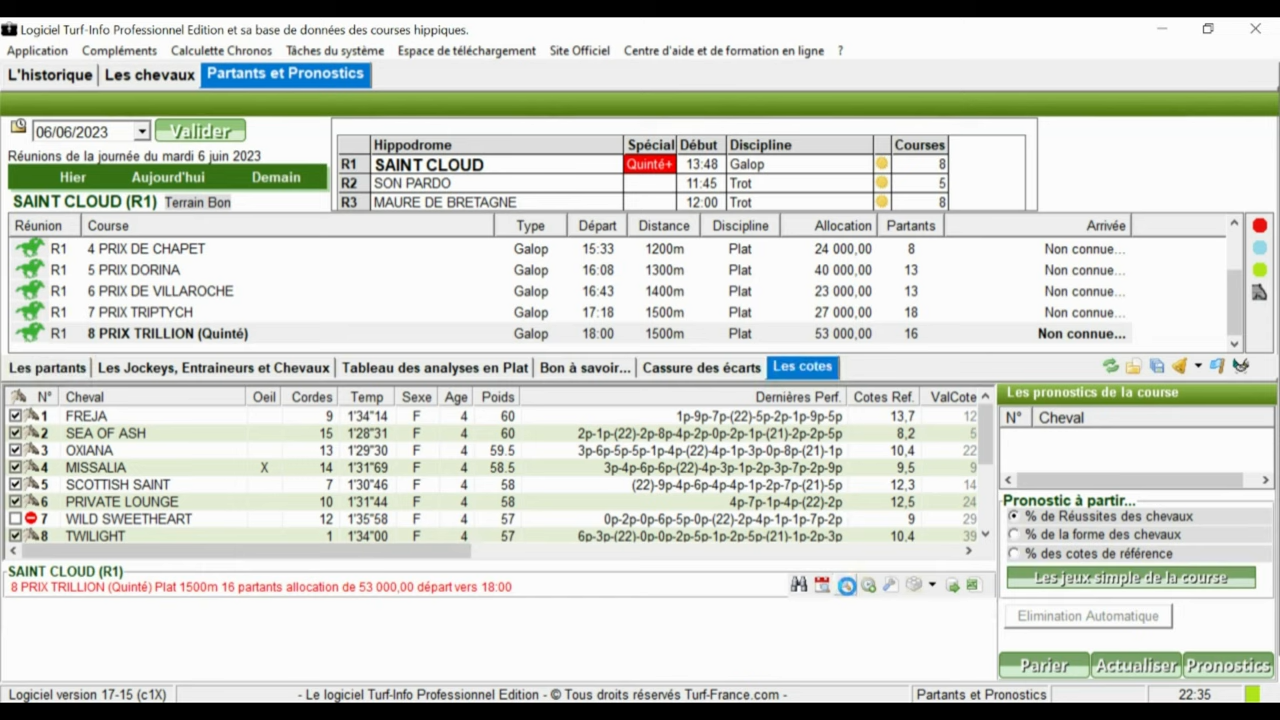 Logiciel Turf-Info Professionnel Edition et sa base de données des courses hippiques.
Application Compléments Calculette Chronos Tâches du système Espace de téléchargement Site Officiel Centre d'aide et de formation en ligne ?
L'historique Les chevaux Partants et Pronostics
06/06/2023 Valider
Réunions de la journée du mardi 6 juin 2023
Hier Aujourd'hui Demain
SAINT CLOUD (R1) Terrain Bon
Hippodrome Spécial Début Discipline Courses
R1 SAINT CLOUD Quinté+ 13:48 Galop 8
R2 SON PARDO 11:45 Trot 5
R3 MAURE DE BRETAGNE 12:00 Trot 8
Réunion Course Type Départ Distance Discipline Allocation Partants Arrivée
R1 4 PRIX DE CHAPET Galop 15:33 1200m Plat 24 000,00 8 Non connue...
R1 5 PRIX DORINA Galop 16:08 1300m Plat 40 000,00 13 Non connue...
R1 6 PRIX DE VILLAROCHE Galop 16:43 1400m Plat 23 000,00 13 Non connue...
R1 7 PRIX TRIPTYCH Galop 17:18 1500m Plat 27 000,00 18 Non connue...
R1 8 PRIX TRILLION (Quinté) Galop 18:00 1500m Plat 53 000,00 16 Non connue...
Les partants Les Jockeys, Entraineurs et Chevaux Tableau des analyses en Plat Bon à savoir... Cassure des écarts Les cotes
N° Cheval Oeil Cordes Temp Sexe Age Poids Dernières Perf. Cotes Ref. ValCote
1 FREJA 9 1'34"14 F 4 60 1p-9p-7p-(22)-5p-2p-1p-9p-5p 13,7 12
2 SEA OF ASH 15 1'28"31 F 4 60 2p-1p-(22)-2p-8p-4p-2p-0p-2p-1p-(21)-2p-2p-5p 8,2 5
3 OXIANA 13 1'29"30 F 4 59.5 3p-6p-5p-5p-1p-4p-(22)-4p-1p-3p-0p-8p-(21)-1p 10,4 22
4 MISSALIA X 14 1'31"69 F 4 58.5 3p-4p-6p-6p-(22)-4p-3p-1p-2p-3p-7p-2p-9p 9,5 9
5 SCOTTISH SAINT 7 1'30"46 F 4 58 (22)-9p-4p-6p-4p-4p-1p-2p-7p-(21)-5p 12,3 14
6 PRIVATE LOUNGE 10 1'31"44 F 4 58 4p-7p-1p-4p-(22)-2p 12,5 24
7 WILD SWEETHEART 12 1'35"58 F 4 57 0p-2p-0p-6p-5p-0p-(22)-2p-4p-1p-1p-7p-2p 9 29
8 TWILIGHT 1 1'34"00 F 4 57 6p-3p-(22)-0p-0p-2p-5p-2p-(21)-2p-2p-3p 10,4 39
Les pronostics de la course
N° Cheval
Pronostic à partir...
% de Réussites des chevaux
% de la forme des chevaux
% des cotes de référence
Les jeux simple de la course
SAINT CLOUD (R1)
8 PRIX TRILLION (Quinté) Plat 1500m 16 partants allocation de 53 000,00 départ vers 18:00
Elimination Automatique
Parier Actualiser Pronostics
Logiciel version 17-15 (c1X) - Le logiciel Turf-Info Professionnel Edition - © Tous droits réservés Turf-France.com - Partants et Pronostics 22:35